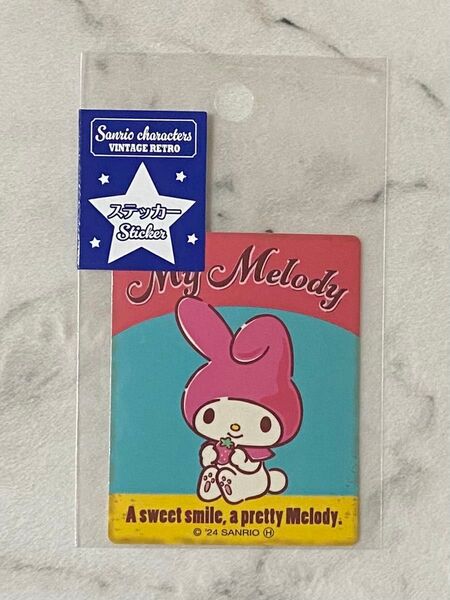 Sanrio characters
VINTAGE RETRO
ステッカー
Sticker
My Melody
A sweet smile, a pretty Melody.
© '24 SANRIO Ⓗ